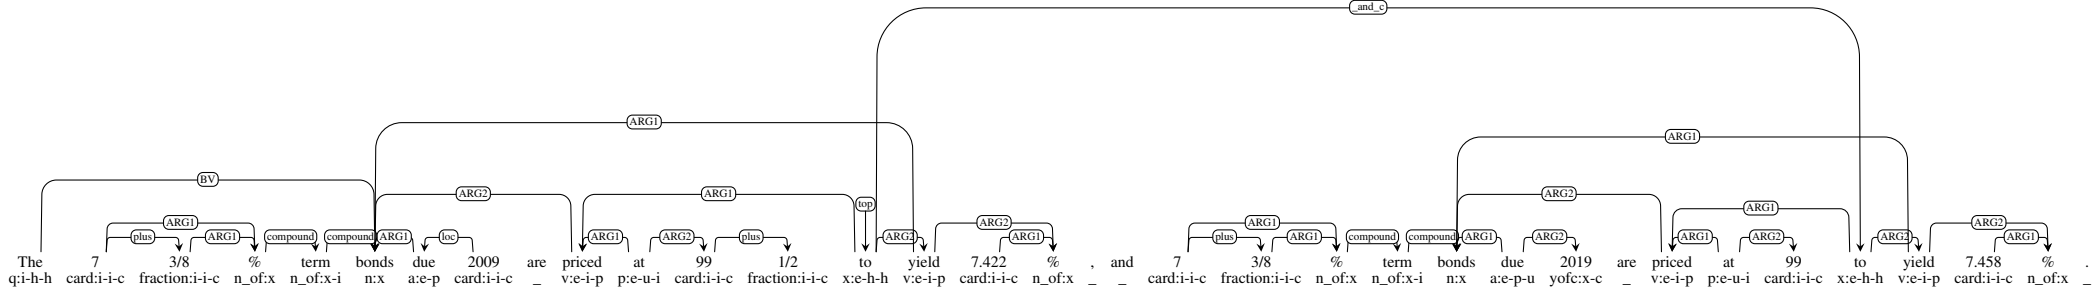 _and_c
ARG1 ARG1
BV ARG2 ARG1 ARG2 ARG1
top
ARG1 ARG2 ARG1 ARG2
plus ARG1 compound compound ARG1 loc ARG1 ARG2 plus ARG2 ARG1 plus ARG1 compound compound ARG1 ARG2 ARG1 ARG2 ARG2 ARG1
The 7 3/8 % term bonds due 2009 are priced at 99 1/2 to yield 7.422 % , and 7 3/8 % term bonds due 2019 are priced at 99 to yield 7.458 % .
q:i-h-h card:i-i-c fraction:i-i-c n_of:x n_of:x-i n:x a:e-p card:i-i-c _ v:e-i-p p:e-u-i card:i-i-c fraction:i-i-c x:e-h-h v:e-i-p card:i-i-c n_of:x _ _ card:i-i-c fraction:i-i-c n_of:x n_of:x-i n:x a:e-p-u yofc:x-c _ v:e-i-p p:e-u-i card:i-i-c x:e-h-h v:e-i-p card:i-i-c n_of:x _